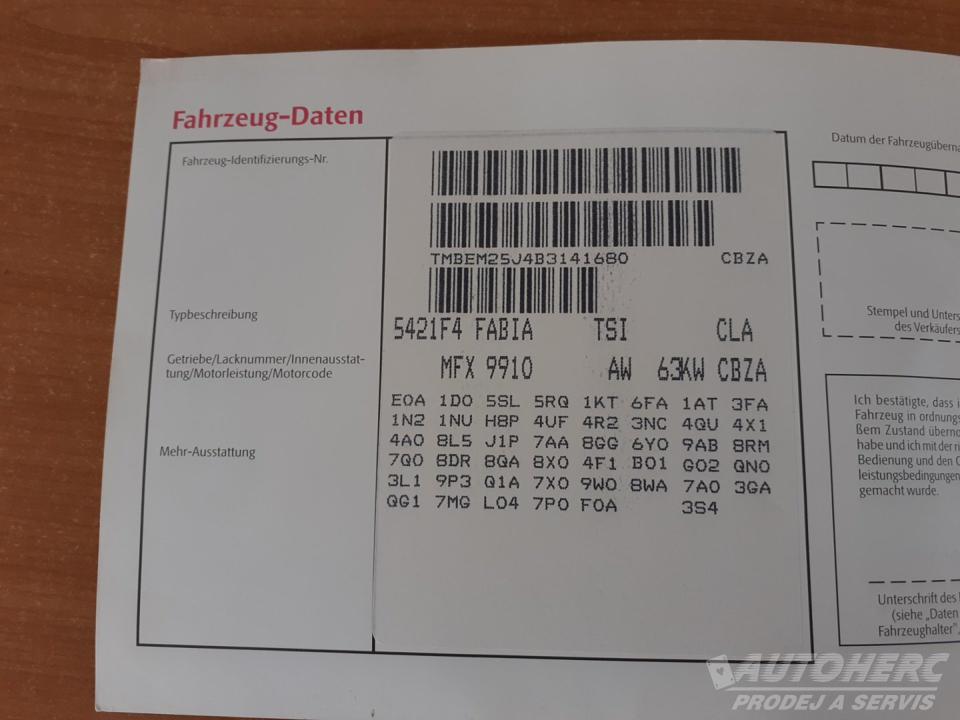 Fahrzeug-Daten
Fahrzeug-Identifizierungs-Nr.
TMBEM25J4B3141680 CBZA
Typbeschreibung
5421F4 FABIA TSI CLA
Getriebe/Lacknummer/Innenausstat-
tung/Motorleistung/Motorcode
MFX 9910 AW 63KW CBZA
Mehr-Ausstattung
E0A 1D0 5SL 5RQ 1KT 6FA 1AT 3FA
1N2 1NU H8P 4UF 4R2 3NC 4QU 4X1
4A0 8L5 J1P 7AA 8GG 6Y0 9AB 8RM
7Q0 8DR 8QA 8X0 4F1 B01 G02 QN0
3L1 9P3 Q1A 7X0 9W0 8WA 7A0 3GA
QG1 7MG L04 7P0 F0A 3S4
Datum der Fahrzeugüberna
Stempel und Unters
des Verkäufers
Ich bestätige, dass i
Fahrzeug in ordnungs
ßem Zustand überno
habe und ich mit der ri
Bedienung und den G
leistungsbedingungen
gemacht wurde.
Unterschrift des
(siehe „Daten
Fahrzeughalter"
AUTOHERC
PRODEJ A SERVIS